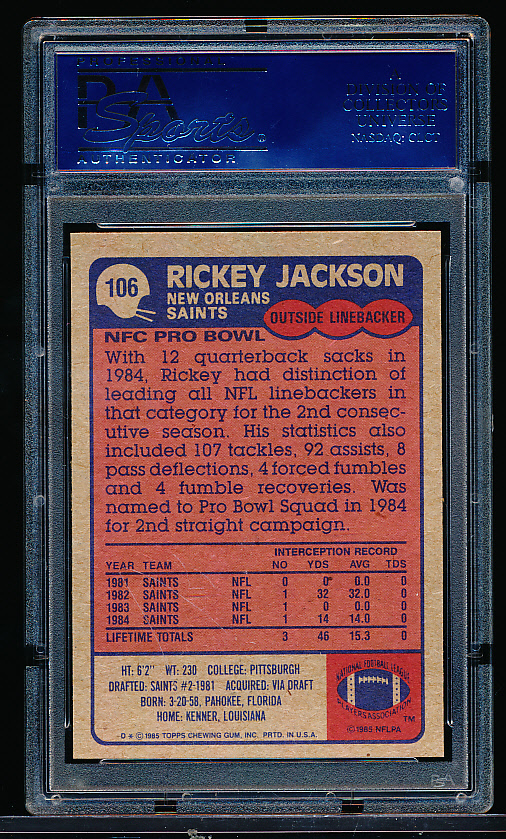 PROFESSIONAL
PSA
Sports
AUTHENTICATOR
A
DIVISION OF
COLLECTORS
UNIVERSE
NASDAQ: CLCT
106
RICKEY JACKSON
NEW ORLEANS
SAINTS
OUTSIDE LINEBACKER
NFC PRO BOWL
With 12 quarterback sacks in
1984, Rickey had distinction of
leading all NFL linebackers in
that category for the 2nd consec-
utive season. His statistics also
included 107 tackles, 92 assists, 8
pass deflections, 4 forced fumbles
and 4 fumble recoveries. Was
named to Pro Bowl Squad in 1984
for 2nd straight campaign.
INTERCEPTION RECORD
YEAR TEAM NO YDS AVG TDS
1981 SAINTS NFL 0 0 0.0 0
1982 SAINTS NFL 1 32 32.0 0
1983 SAINTS NFL 1 0 0.0 0
1984 SAINTS NFL 1 14 14.0 0
LIFETIME TOTALS 3 46 15.3 0
HT: 6'2" WT: 230 COLLEGE: PITTSBURGH
DRAFTED: SAINTS #2-1981 ACQUIRED: VIA DRAFT
BORN: 3-20-58, PAHOKEE, FLORIDA
HOME: KENNER, LOUISIANA
D * © 1985 TOPPS CHEWING GUM, INC. PRTD. IN U.S.A.
NATIONAL FOOTBALL LEAGUE
PLAYERS ASSOCIATION
TM
© 1985 NFLPA
PSA